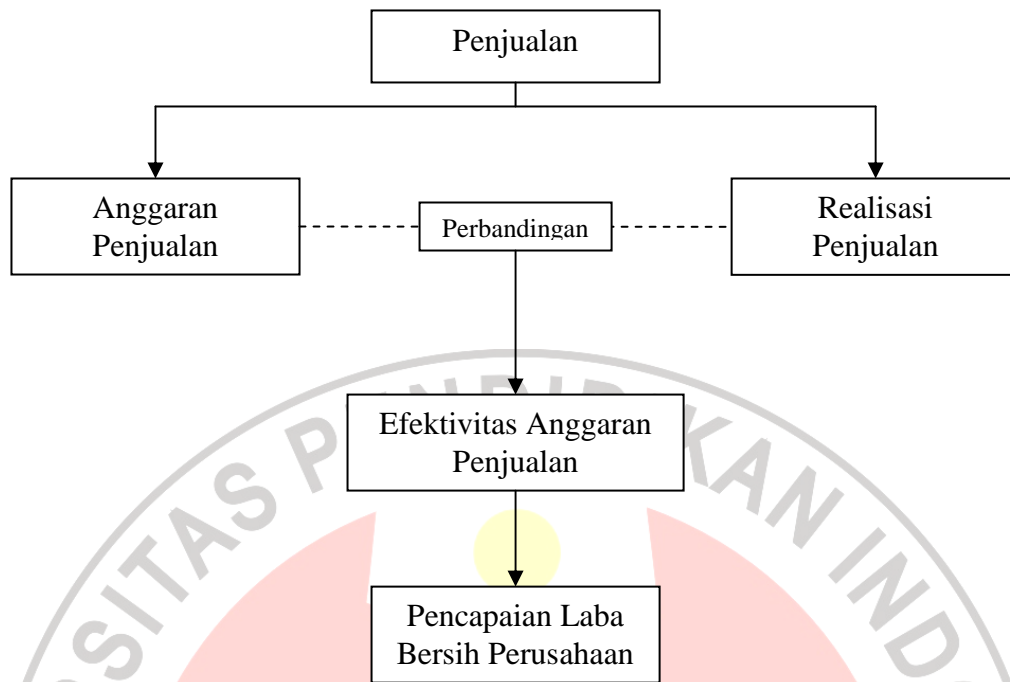 Penjualan
Anggaran
Penjualan
Perbandingan
Realisasi
Penjualan
Efektivitas Anggaran
Penjualan
Pencapaian Laba
Bersih Perusahaan